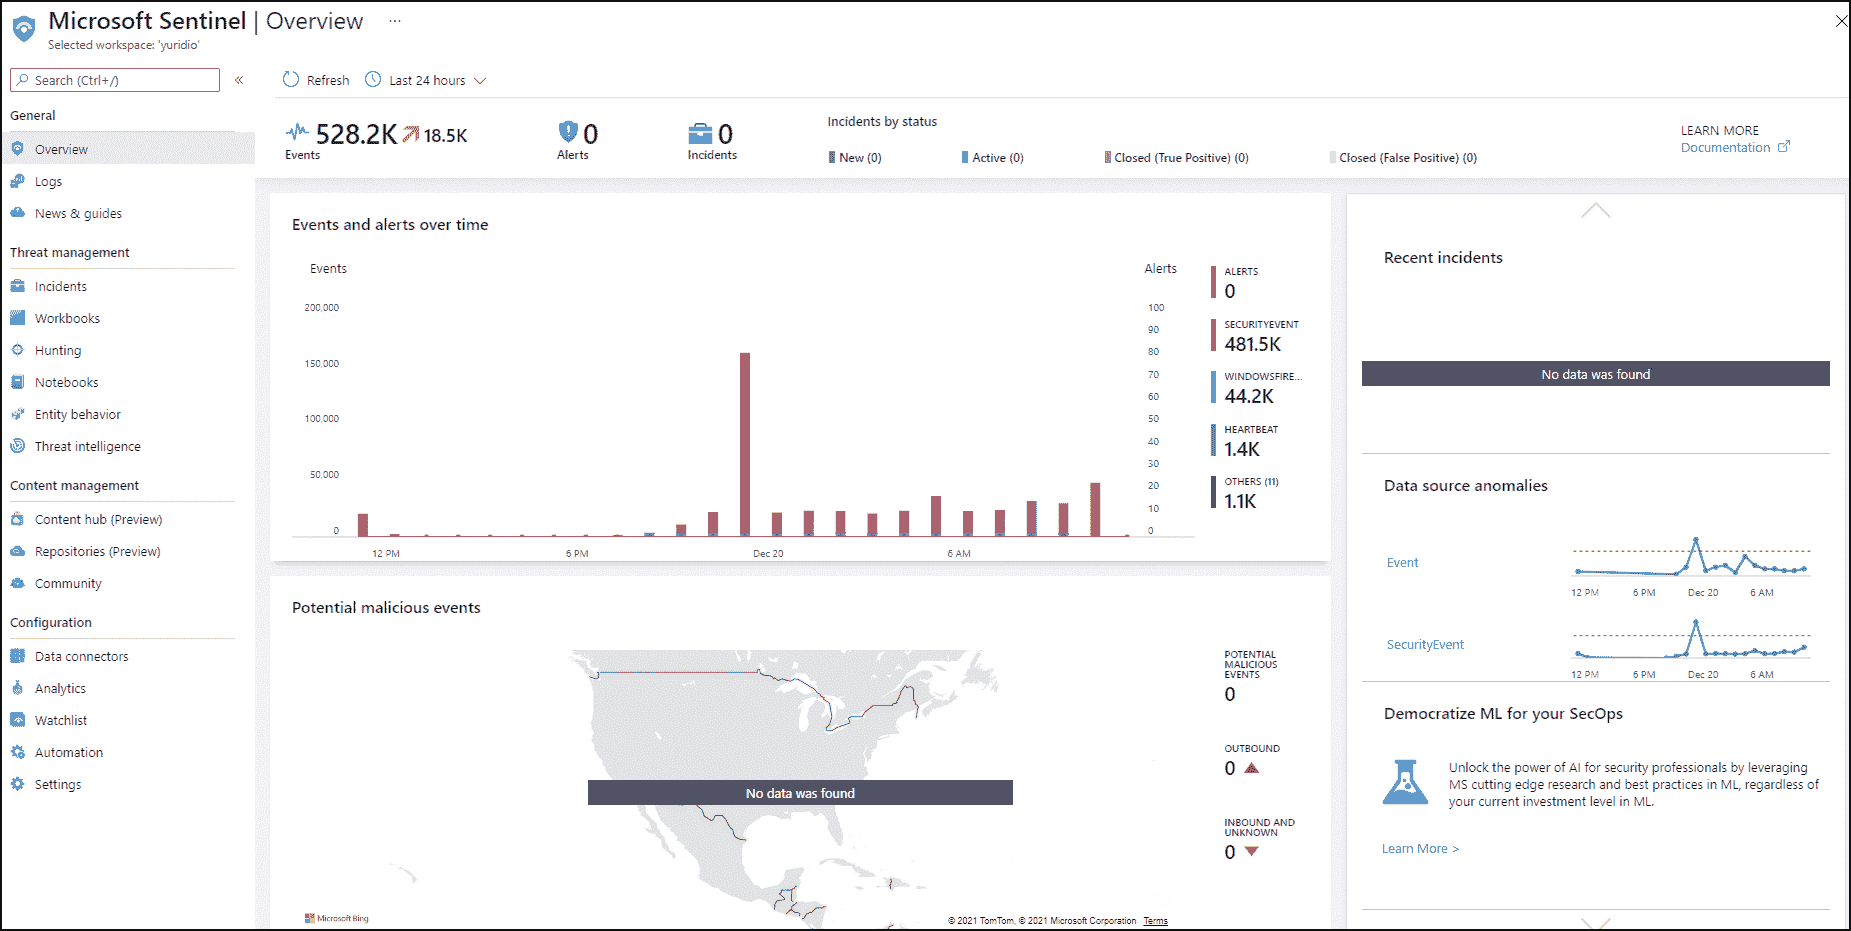 Microsoft Sentinel | Overview ...
Selected workspace: 'yuridio'
Search (Ctrl+/)
«
General
Overview
Logs
News & guides
Threat management
Incidents
Workbooks
Hunting
Notebooks
Entity behavior
Threat intelligence
Content management
Content hub (Preview)
Repositories (Preview)
Community
Configuration
Data connectors
Analytics
Watchlist
Automation
Settings
Refresh
Last 24 hours
528.2K 18.5K
Events
0
Alerts
0
Incidents
Incidents by status
New (0)
Active (0)
Closed (True Positive) (0)
Closed (False Positive) (0)
LEARN MORE
Documentation
Events and alerts over time
Events
200,000
150,000
100,000
50,000
0
12 PM
6 PM
Dec 20
6 AM
Alerts
100
90
80
70
60
50
40
30
20
10
0
ALERTS
0
SECURITYEVENT
481.5K
WINDOWSFIRE...
44.2K
HEARTBEAT
1.4K
OTHERS (11)
1.1K
Potential malicious events
No data was found
Microsoft Bing
© 2021 TomTom, © 2021 Microsoft Corporation Terms
POTENTIAL
MALICIOUS
EVENTS
0
OUTBOUND
0
INBOUND AND
UNKNOWN
0
Recent incidents
No data was found
Data source anomalies
Event
12 PM
6 PM
Dec 20
6 AM
SecurityEvent
12 PM
6 PM
Dec 20
6 AM
Democratize ML for your SecOps
Unlock the power of AI for security professionals by leveraging
MS cutting edge research and best practices in ML, regardless of
your current investment level in ML.
Learn More >